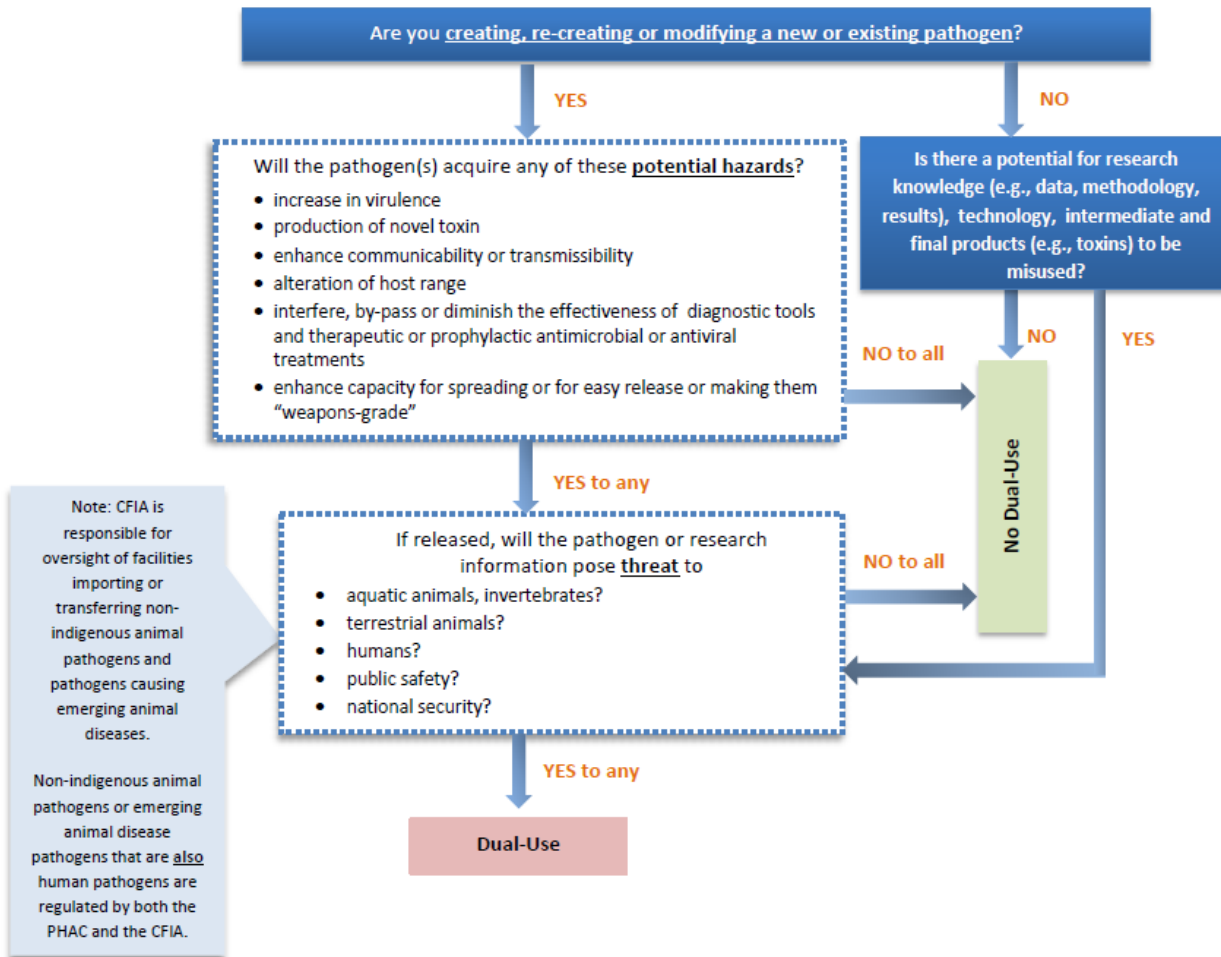 Are you creating, re-creating or modifying a new or existing pathogen?
YES
NO
Will the pathogen(s) acquire any of these potential hazards?
• increase in virulence
• production of novel toxin
• enhance communicability or transmissibility
• alteration of host range
• interfere, by-pass or diminish the effectiveness of diagnostic tools
and therapeutic or prophylactic antimicrobial or antiviral
treatments
• enhance capacity for spreading or for easy release or making them
“weapons-grade”
Is there a potential for research
knowledge (e.g., data, methodology,
results), technology, intermediate and
final products (e.g., toxins) to be
misused?
NO
YES
NO to all
YES to any
No Dual-Use
Note: CFIA is
responsible for
oversight of facilities
importing or
transferring non-
indigenous animal
pathogens and
pathogens causing
emerging animal
diseases.
Non-indigenous animal
pathogens or emerging
animal disease
pathogens that are also
human pathogens are
regulated by both the
PHAC and the CFIA.
If released, will the pathogen or research
information pose threat to
• aquatic animals, invertebrates?
• terrestrial animals?
• humans?
• public safety?
• national security?
NO to all
YES to any
Dual-Use